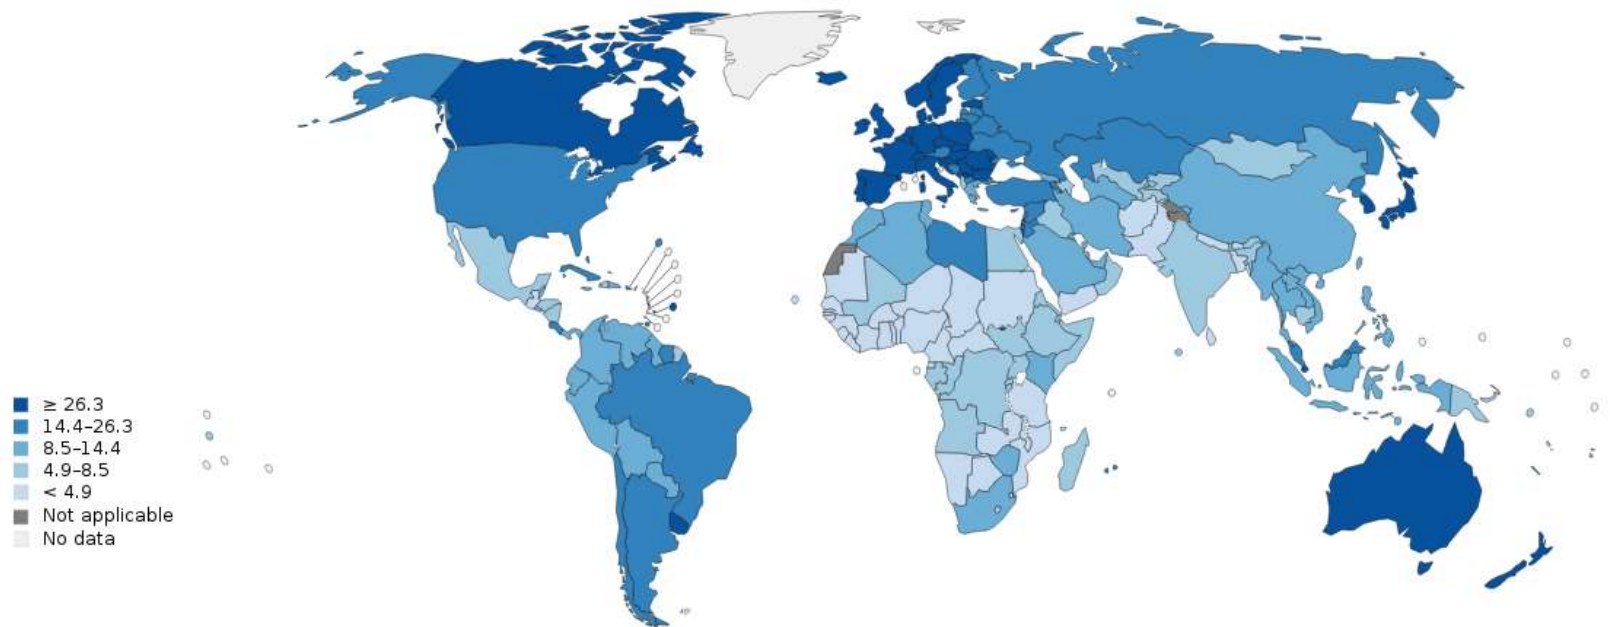 ≥ 26.3
14.4–26.3
8.5–14.4
4.9–8.5
< 4.9
Not applicable
No data